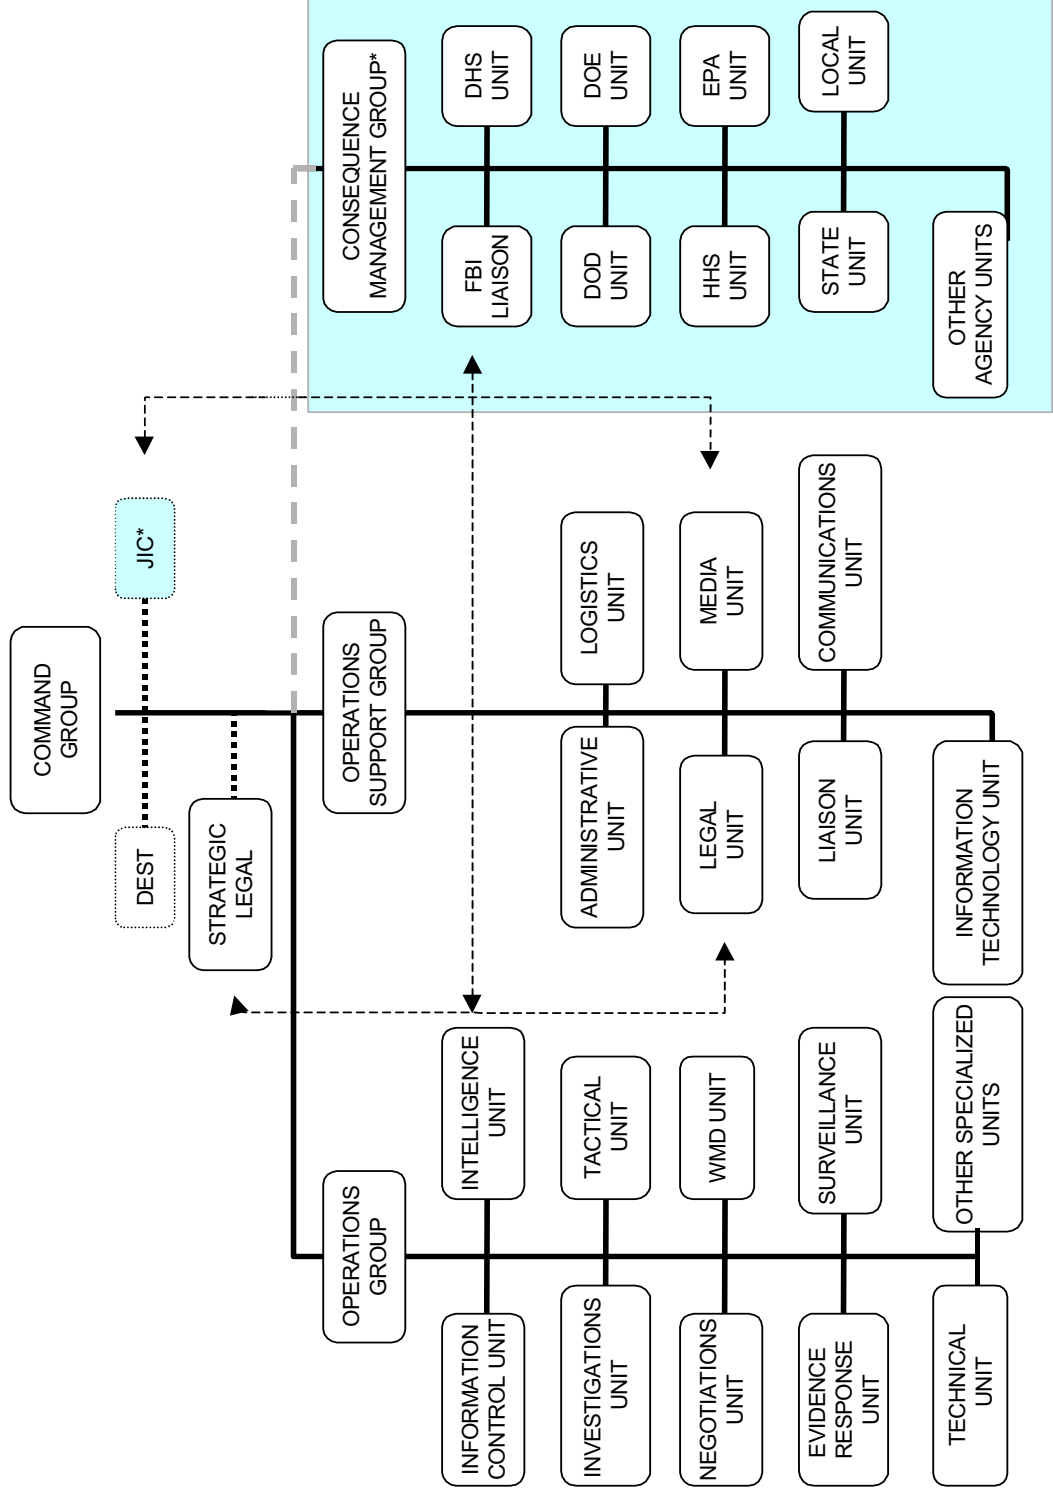 COMMAND
GROUP
DEST
JIC*
STRATEGIC
LEGAL
OPERATIONS
GROUP
OPERATIONS
SUPPORT GROUP
CONSEQUENCE
MANAGEMENT GROUP*
INFORMATION
CONTROL UNIT
INTELLIGENCE
UNIT
FBI
LIAISON
DHS
UNIT
INVESTIGATIONS
UNIT
TACTICAL
UNIT
ADMINISTRATIVE
UNIT
LOGISTICS
UNIT
DOD
UNIT
DOE
UNIT
NEGOTIATIONS
UNIT
WMD UNIT
LEGAL
UNIT
MEDIA
UNIT
HHS
UNIT
EPA
UNIT
EVIDENCE
RESPONSE
UNIT
SURVEILLANCE
UNIT
LIAISON
UNIT
COMMUNICATIONS
UNIT
STATE
UNIT
LOCAL
UNIT
TECHNICAL
UNIT
OTHER SPECIALIZED
UNITS
INFORMATION
TECHNOLOGY UNIT
OTHER
AGENCY UNITS